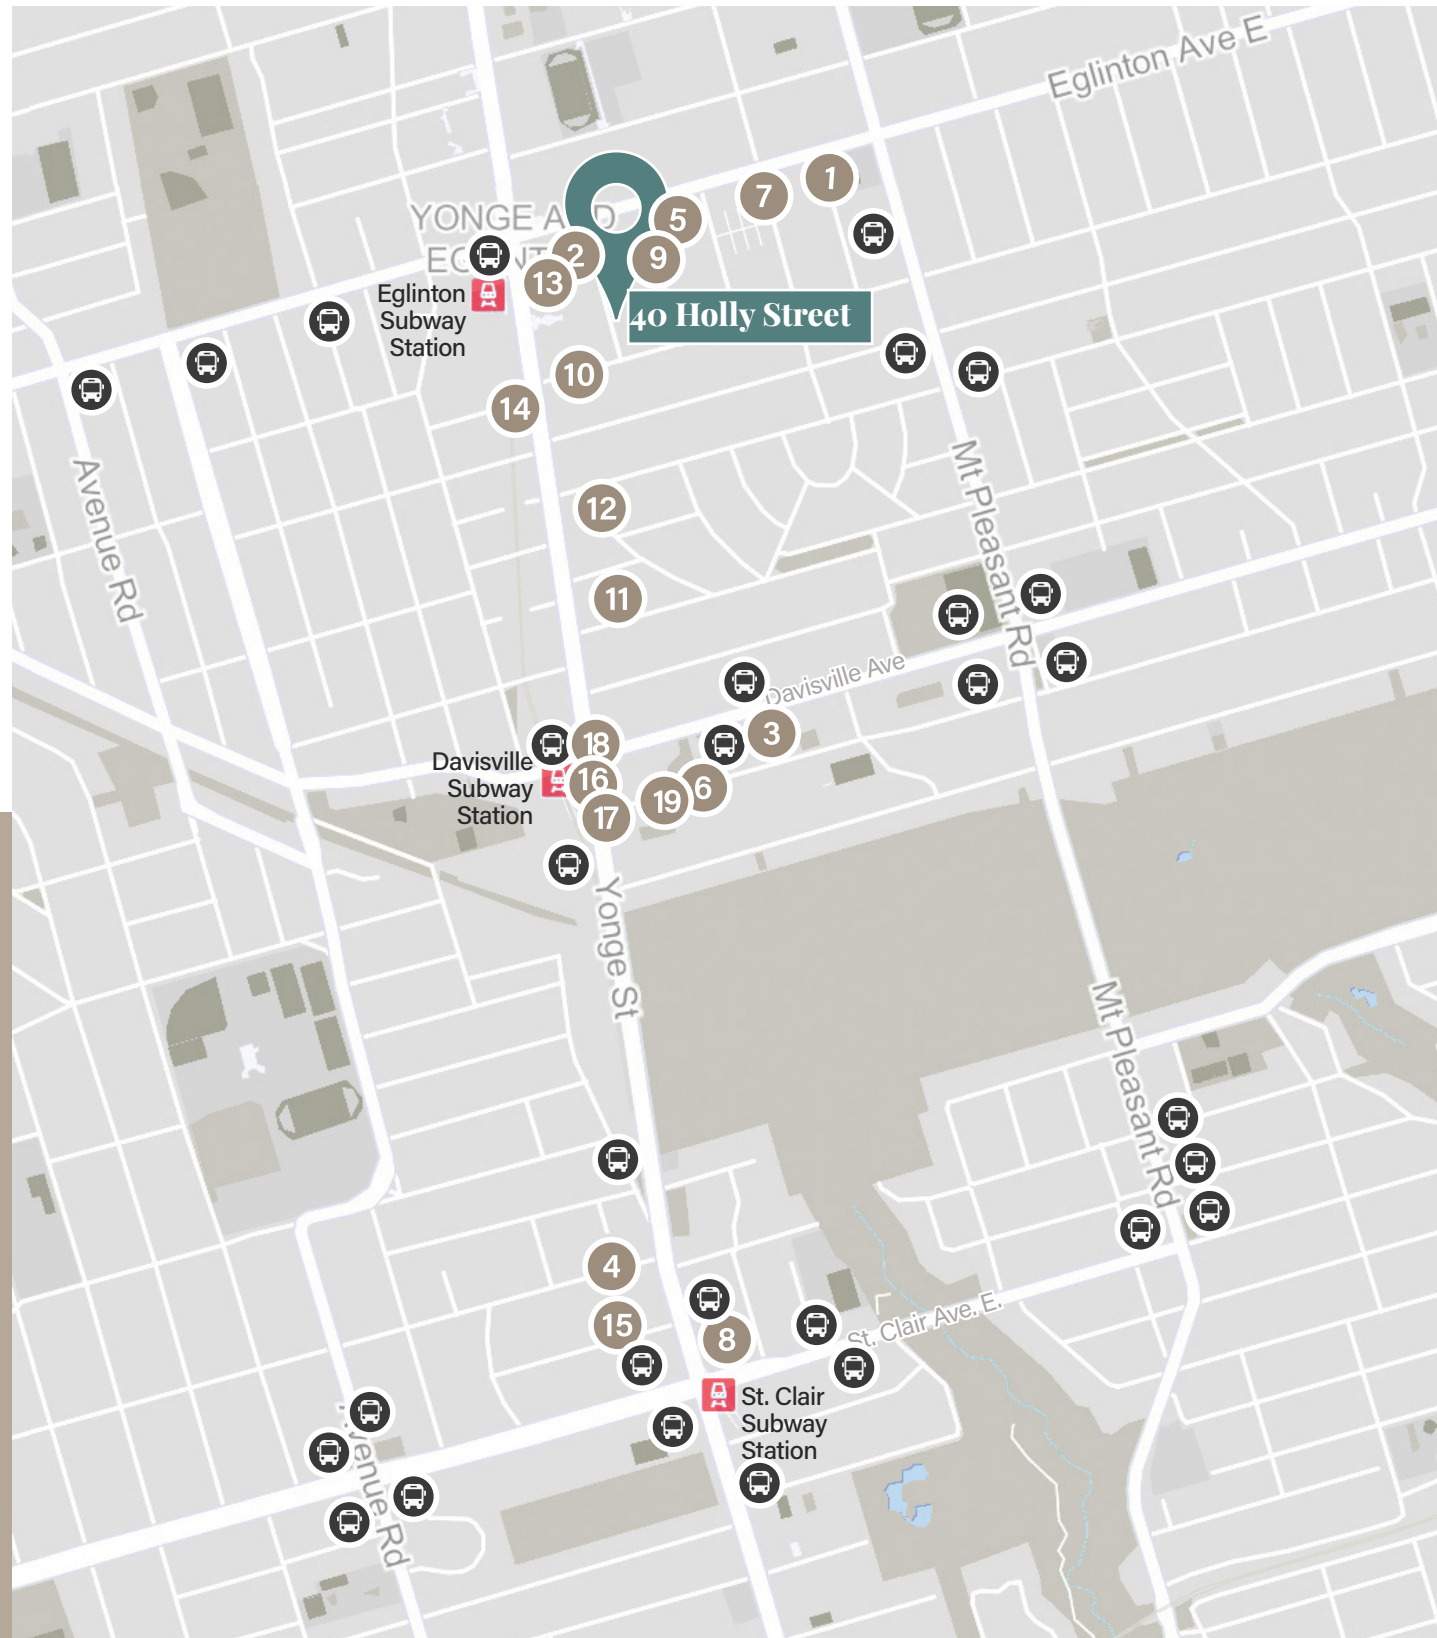 Eglinton Ave E
1
7
5
YONGE AND
2
9
13
Eglinton
Subway
Station
40 Holly Street
10
14
Avenue Rd
Mt Pleasant Rd
12
11
Davisville Ave
3
18
Davisville
Subway
Station
16
6
19
17
Yonge St
Mt Pleasant Rd
4
15
8
St. Clair Ave. E.
St. Clair
Subway
Station
Avenue Rd